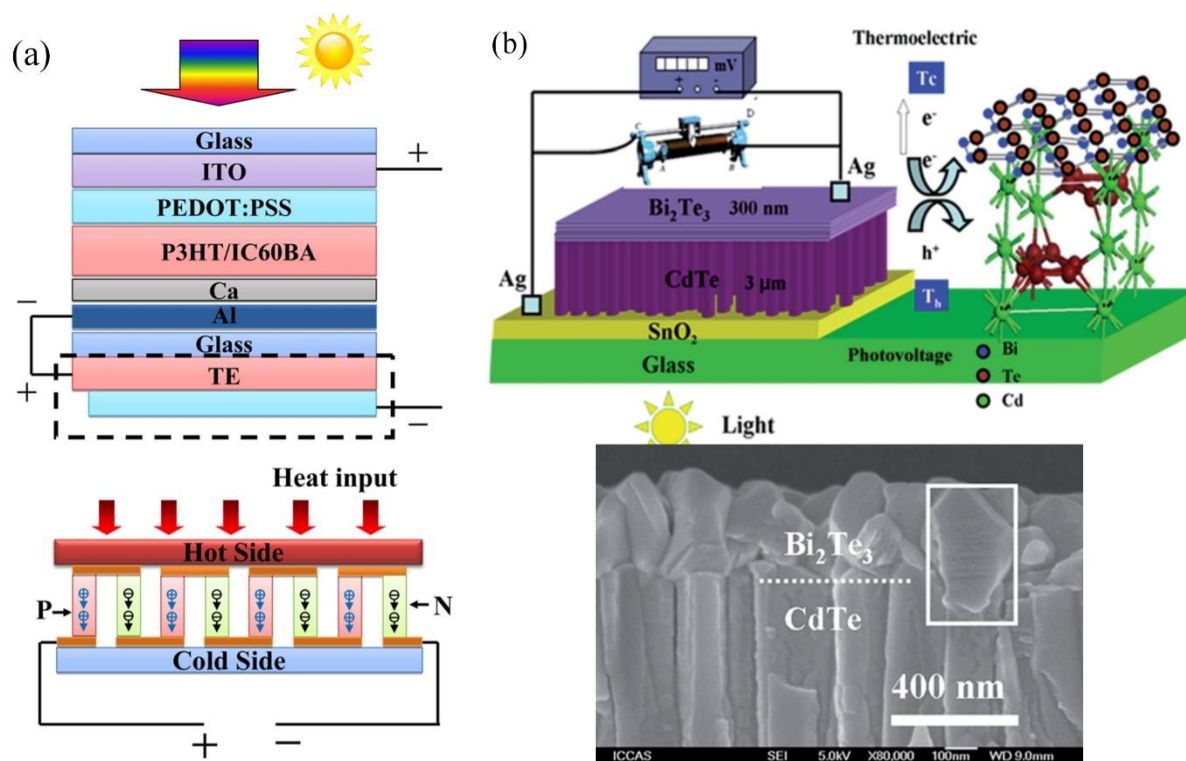 (a)
Glass
ITO
+
PEDOT:PSS
P3HT/IC60BA
Ca
−
Al
Glass
+
TE
−
Heat input
Hot Side
P
N
Cold Side
+ −
(b)
Thermoelectric
mV
+ -
Tc
e-
C
D
A
B
e-
Ag
Bi2Te3 300 nm
h+
Ag
CdTe 3 μm
Th
SnO2
Glass
Photovoltage
Bi
Te
Cd
Light
Bi2Te3
CdTe
400 nm
ICCAS SEI 5.0kV X80,000 100nm WD 9.0mm